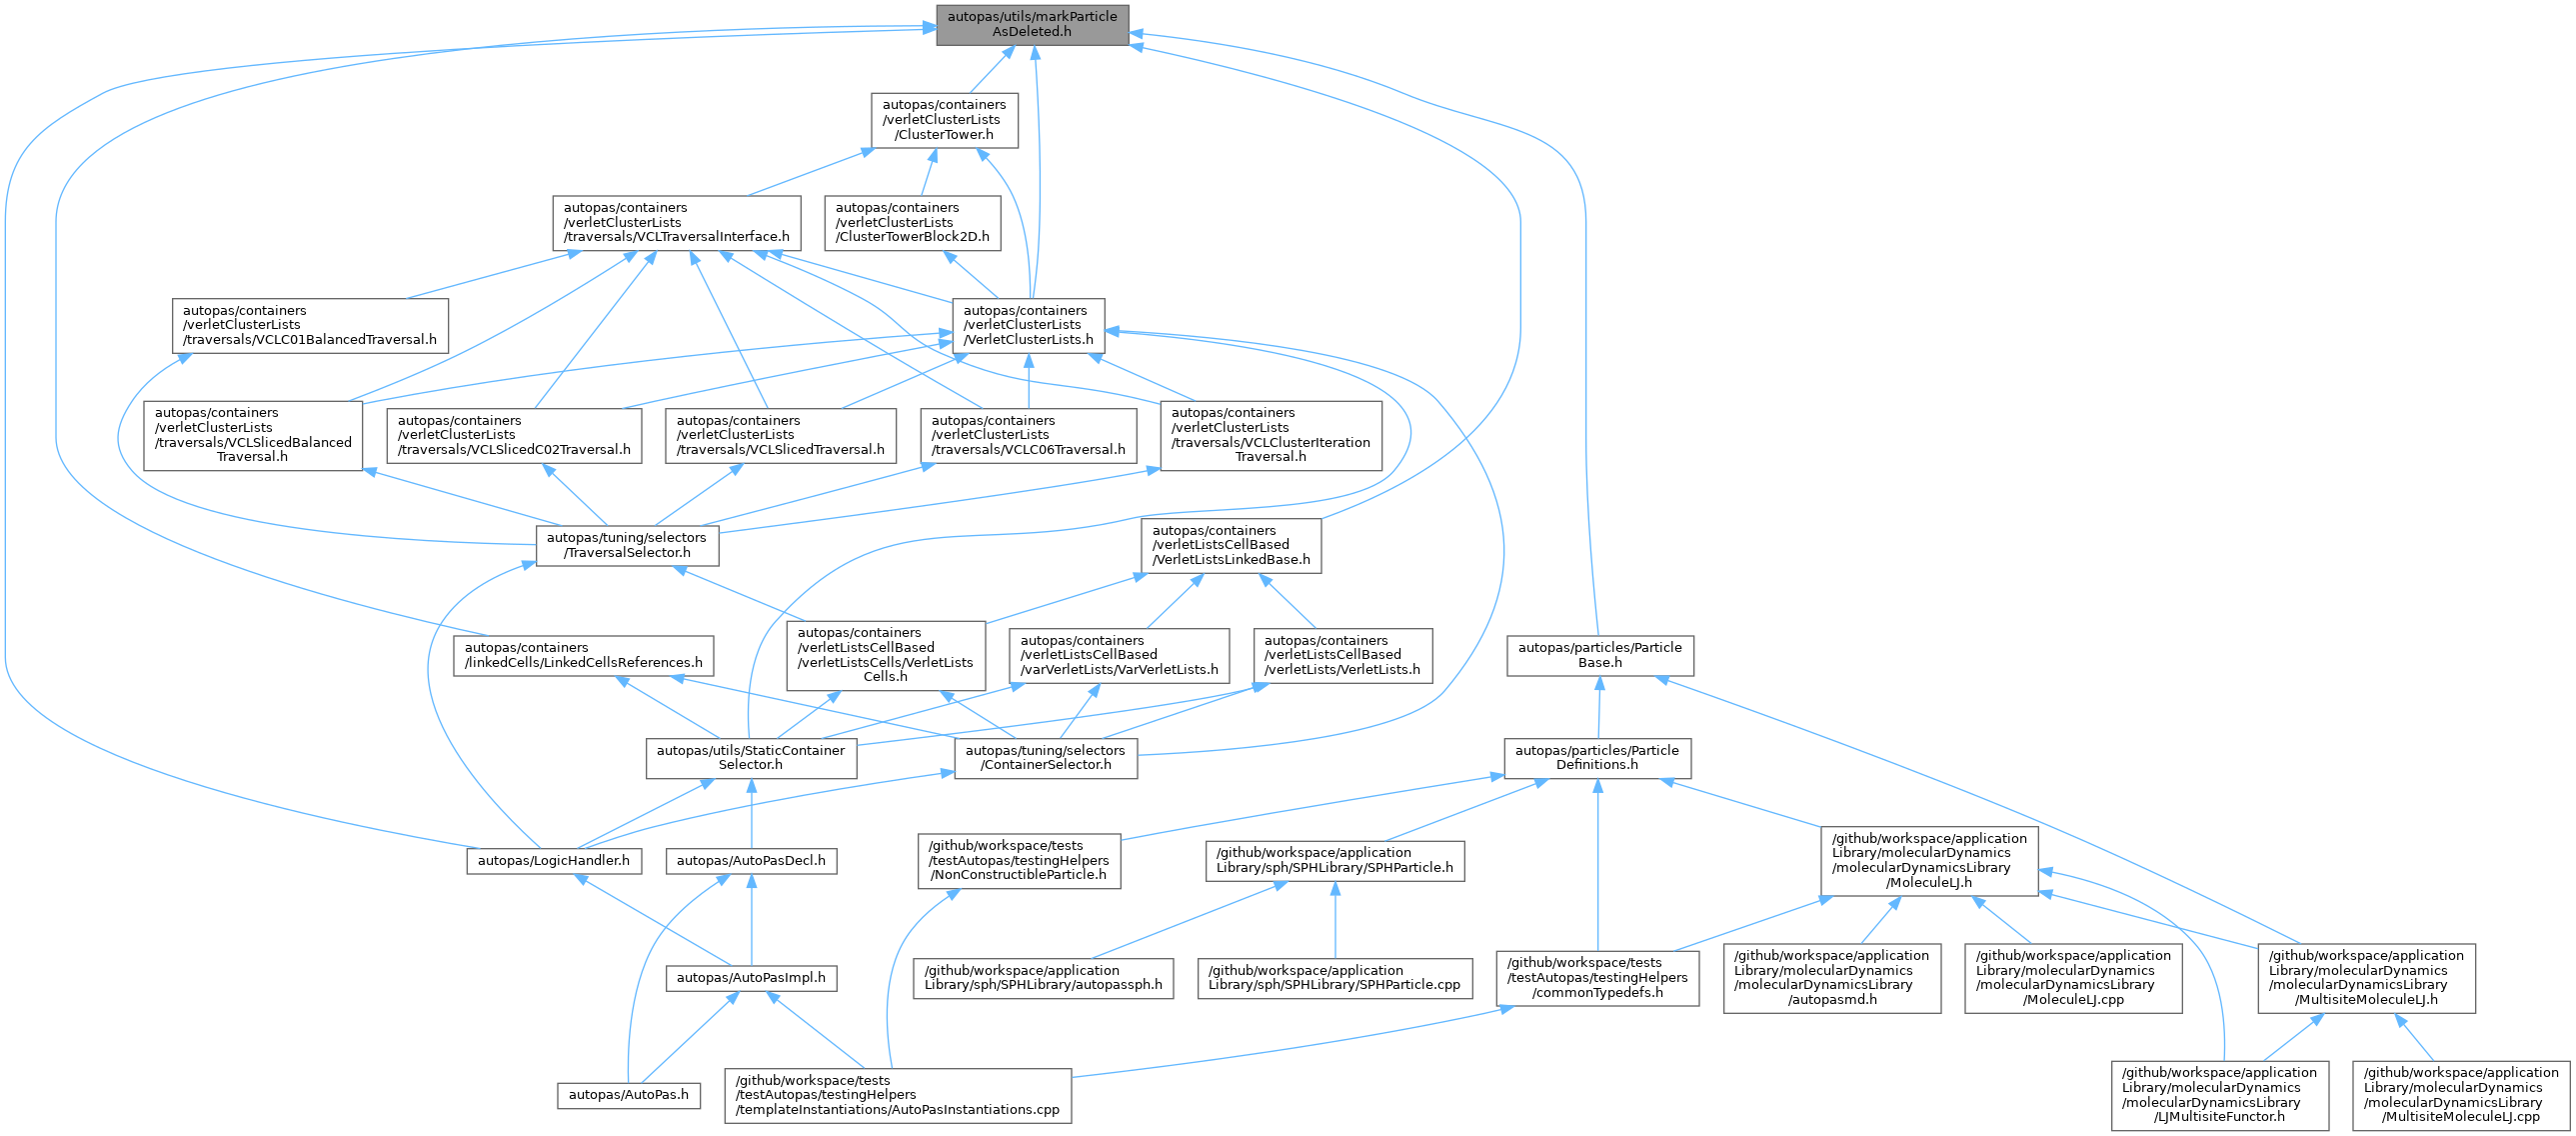 autopas/utils/markParticle
AsDeleted.h
autopas/containers
/verletClusterLists
/ClusterTower.h
autopas/containers
/verletClusterLists
/traversals/VCLTraversalInterface.h
autopas/containers
/verletClusterLists
/ClusterTowerBlock2D.h
autopas/containers
/verletClusterLists
/traversals/VCLC01BalancedTraversal.h
autopas/containers
/verletClusterLists
/VerletClusterLists.h
autopas/containers
/verletClusterLists
/traversals/VCLSlicedBalanced
Traversal.h
autopas/containers
/verletClusterLists
/traversals/VCLSlicedC02Traversal.h
autopas/containers
/verletClusterLists
/traversals/VCLSlicedTraversal.h
autopas/containers
/verletClusterLists
/traversals/VCLC06Traversal.h
autopas/containers
/verletClusterLists
/traversals/VCLClusterIteration
Traversal.h
autopas/tuning/selectors
/TraversalSelector.h
autopas/containers
/verletListsCellBased
/VerletListsLinkedBase.h
autopas/containers
/linkedCells/LinkedCellsReferences.h
autopas/containers
/verletListsCellBased
/verletListsCells/VerletLists
Cells.h
autopas/containers
/verletListsCellBased
/varVerletLists/VarVerletLists.h
autopas/containers
/verletListsCellBased
/verletLists/VerletLists.h
autopas/particles/Particle
Base.h
autopas/utils/StaticContainer
Selector.h
autopas/tuning/selectors
/ContainerSelector.h
autopas/particles/Particle
Definitions.h
autopas/LogicHandler.h
autopas/AutoPasDecl.h
/github/workspace/tests
/testAutopas/testingHelpers
/NonConstructibleParticle.h
/github/workspace/application
Library/sph/SPHLibrary/SPHParticle.h
/github/workspace/application
Library/molecularDynamics
/molecularDynamicsLibrary
/MoleculeLJ.h
autopas/AutoPasImpl.h
/github/workspace/application
Library/sph/SPHLibrary/autopassph.h
/github/workspace/application
Library/sph/SPHLibrary/SPHParticle.cpp
/github/workspace/tests
/testAutopas/testingHelpers
/commonTypedefs.h
/github/workspace/application
Library/molecularDynamics
/molecularDynamicsLibrary
/autopasmd.h
/github/workspace/application
Library/molecularDynamics
/molecularDynamicsLibrary
/MoleculeLJ.cpp
/github/workspace/application
Library/molecularDynamics
/molecularDynamicsLibrary
/MultisiteMoleculeLJ.h
autopas/AutoPas.h
/github/workspace/tests
/testAutopas/testingHelpers
/templateInstantiations/AutoPasInstantiations.cpp
/github/workspace/application
Library/molecularDynamics
/molecularDynamicsLibrary
/LJMultisiteFunctor.h
/github/workspace/application
Library/molecularDynamics
/molecularDynamicsLibrary
/MultisiteMoleculeLJ.cpp